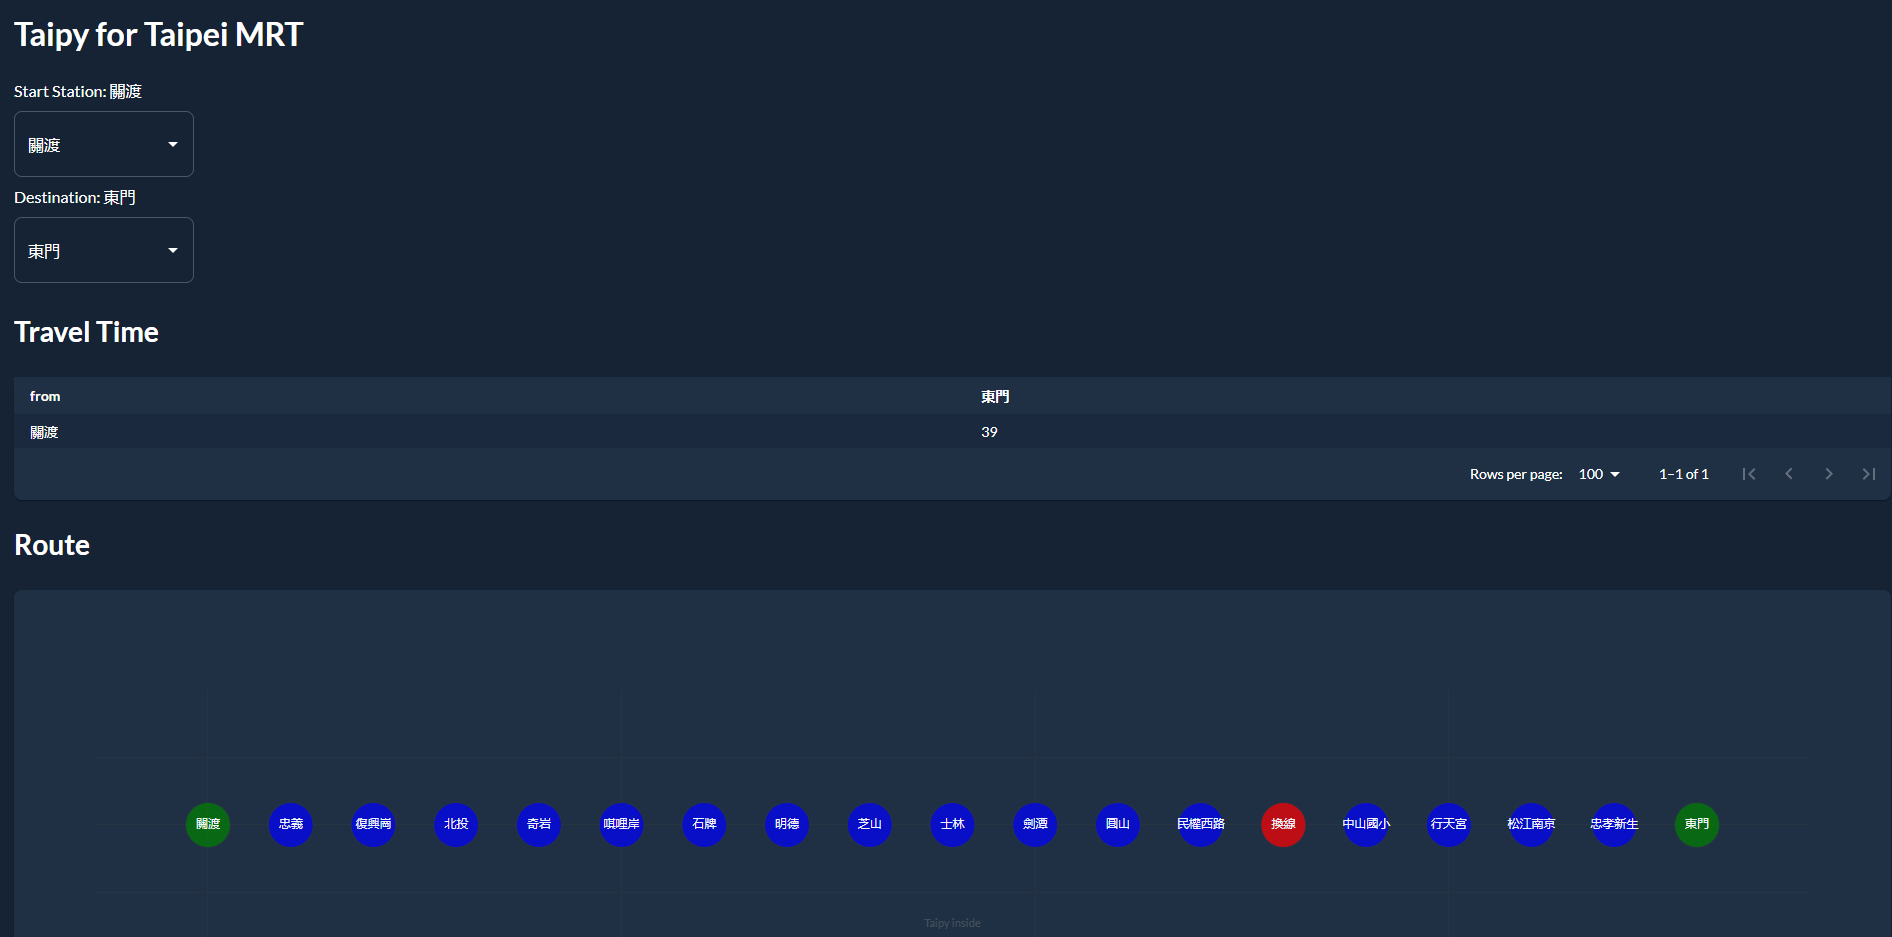 Taipy for Taipei MRT
Start Station: 關渡
關渡
Destination: 東門
東門
Travel Time
from 東門
關渡 39
Rows per page: 100 1–1 of 1
Route
關渡 忠義 復興崗 北投 奇岩 唭哩岸 石牌 明德 芝山 士林 劍潭 圓山 民權西路 換線 中山國小 行天宮 松江南京 忠孝新生 東門
Taipy inside